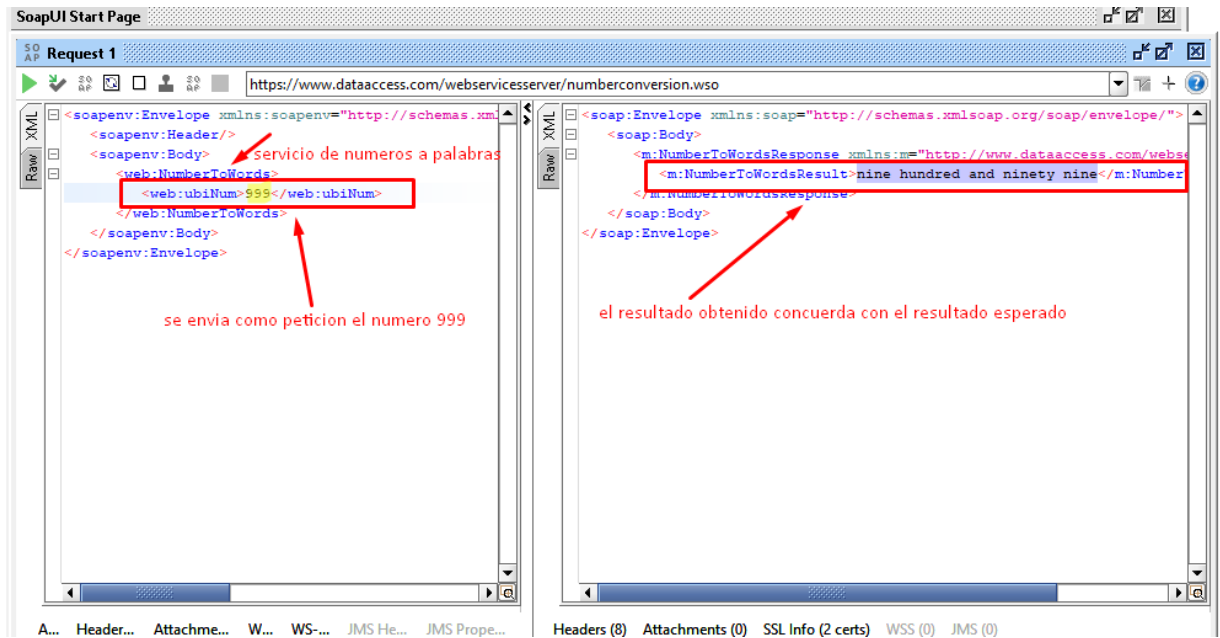 SoapUI Start Page
SO AP Request 1
https://www.dataaccess.com/webservicesserver/numberconversion.wso
XML
Raw
<soapenv:Envelope xmlns:soapenv="http://schemas.xml
<soapenv:Header/>
<soapenv:Body>
servicio de numeros a palabras
<web:NumberToWords>
<web:ubiNum>999</web:ubiNum>
</web:NumberToWords>
</soapenv:Body>
</soapenv:Envelope>
se envia como peticion el numero 999
XML
Raw
<soap:Envelope xmlns:soap="http://schemas.xmlsoap.org/soap/envelope/">
<soap:Body>
<m:NumberToWordsResponse xmlns:m="http://www.dataaccess.com/webse
<m:NumberToWordsResult>nine hundred and ninety nine</m:Number
</m:NumberToWordsResponse>
</soap:Body>
</soap:Envelope>
el resultado obtenido concuerda con el resultado esperado
A... Header... Attachme... W... WS-... JMS He... JMS Prope...
Headers (8) Attachments (0) SSL Info (2 certs) WSS (0) JMS (0)